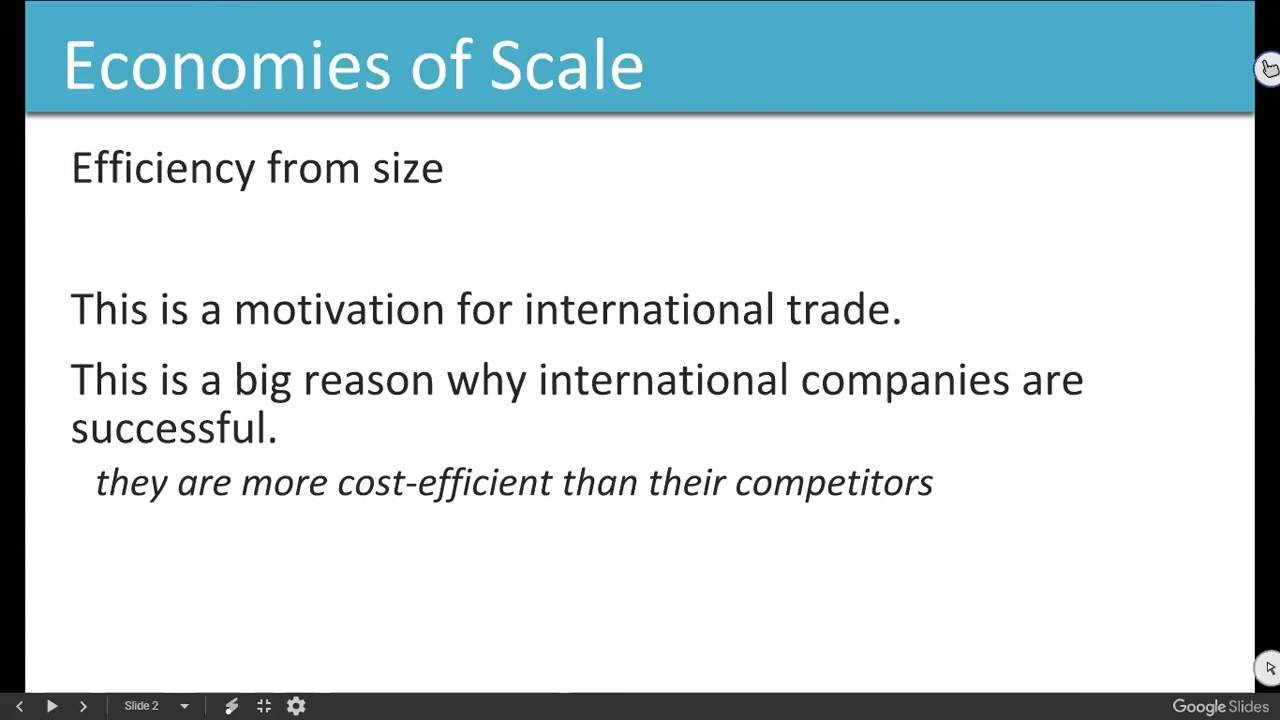 Economies of Scale
Efficiency from size
This is a motivation for international trade.
This is a big reason why international companies are
successful.
they are more cost-efficient than their competitors
Slide 2
Google Slides